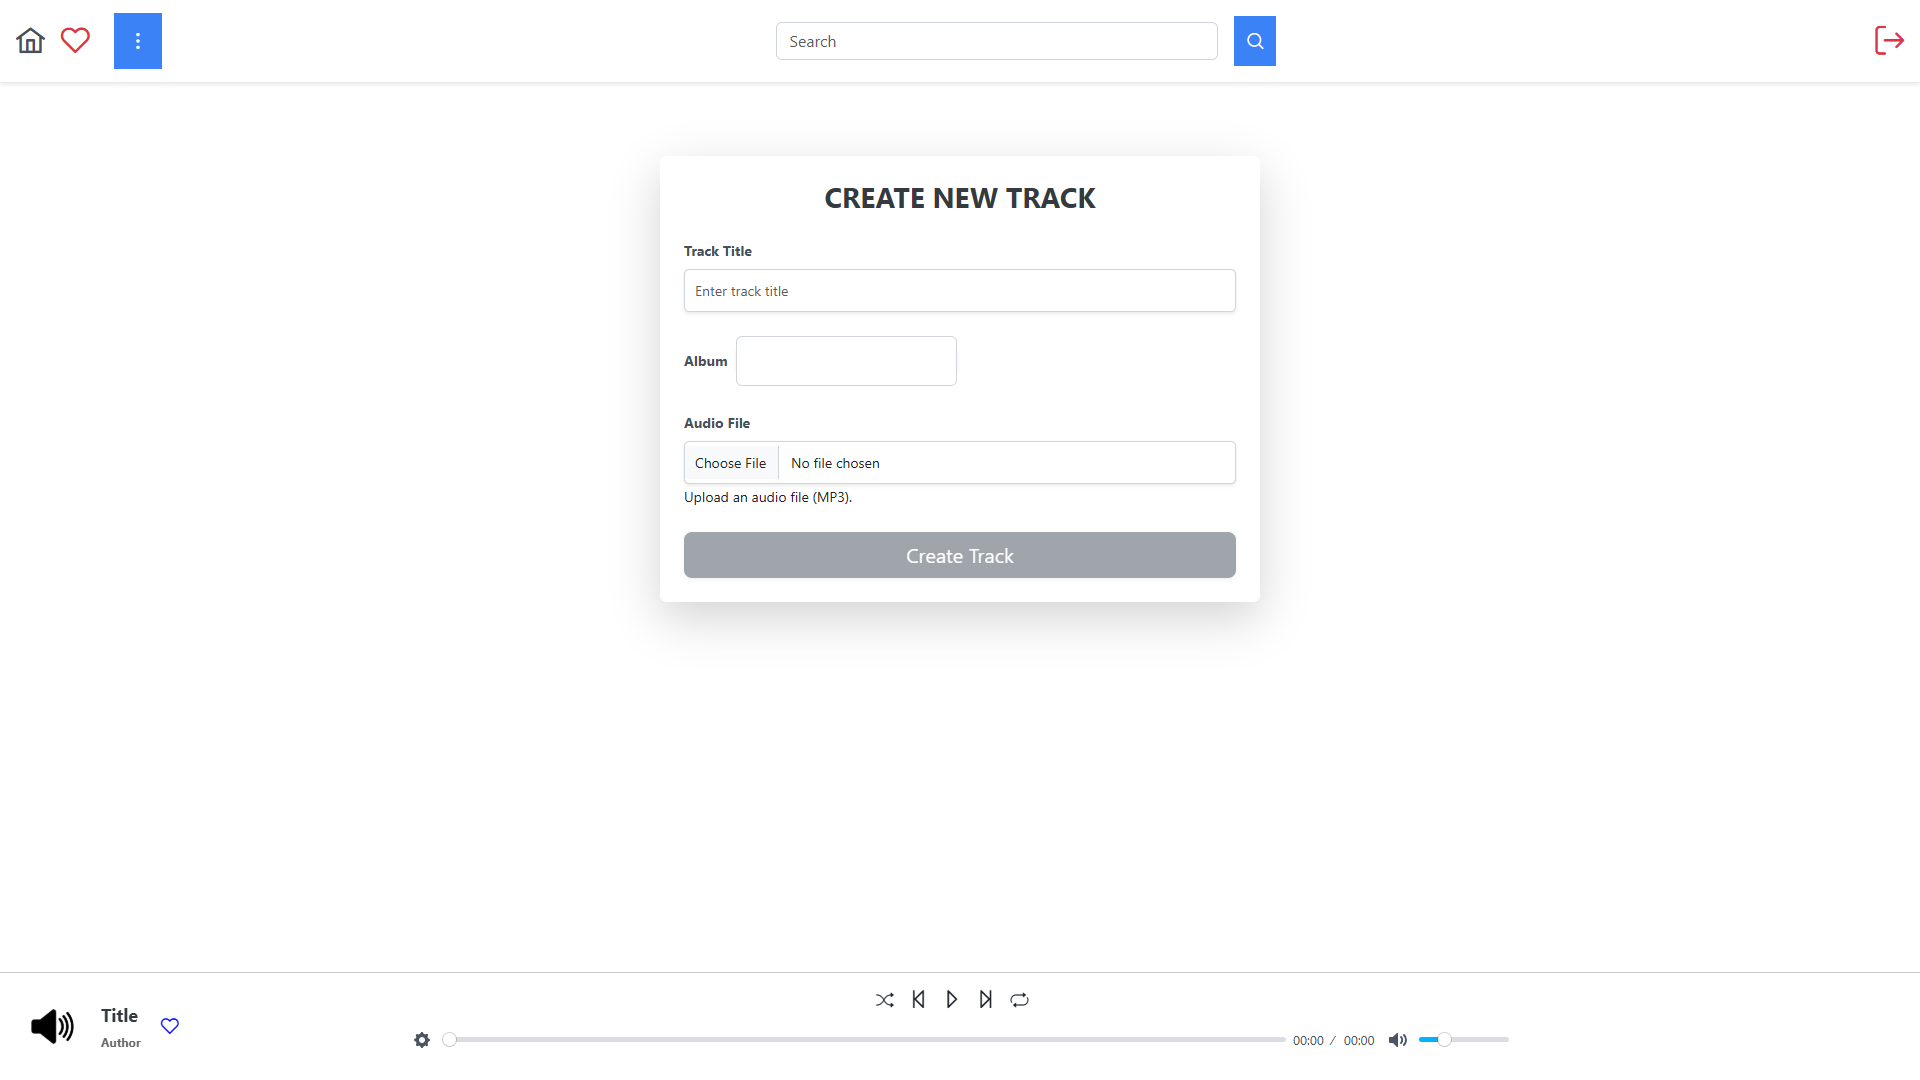 Search
CREATE NEW TRACK
Track Title
Enter track title
Album
Audio File
Choose File No file chosen
Upload an audio file (MP3).
Create Track
Title
Author
00:00 / 00:00